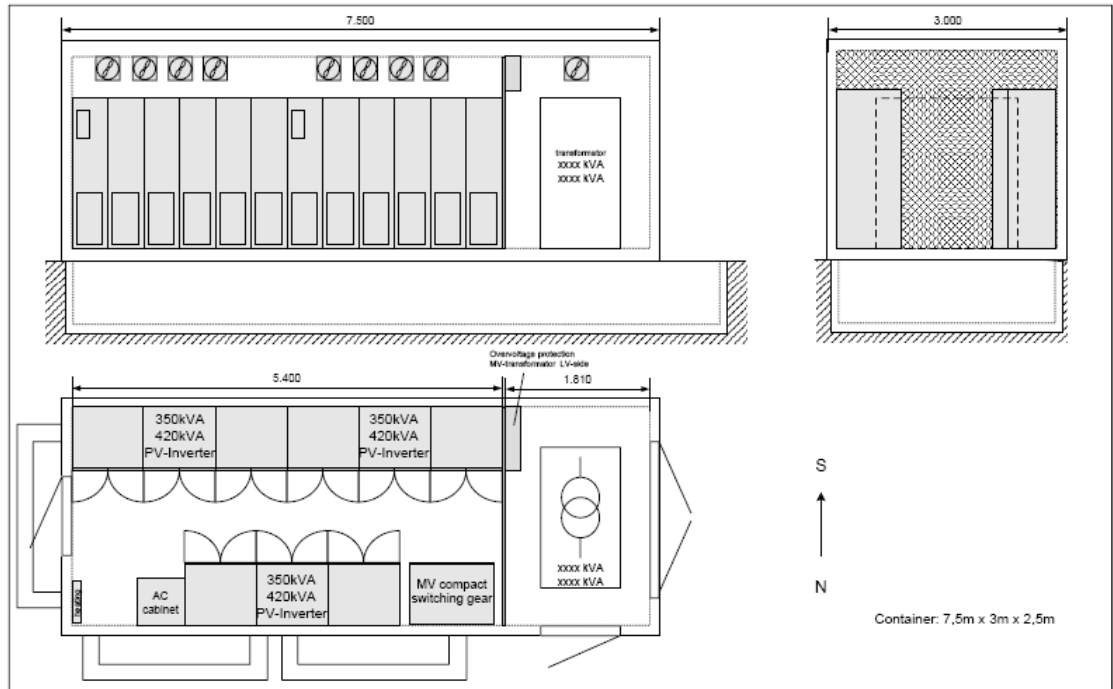 7.500
3.000
transformator
xxxx kVA
xxxx kVA
Overvoltage protection
MV-transformator LV-side
5.400
1.810
350kVA
420kVA
PV-Inverter
350kVA
420kVA
PV-Inverter
S
N
xxxx kVA
xxxx kVA
heating
AC
cabinet
350kVA
420kVA
PV-Inverter
MV compact
switching gear
Container: 7,5m x 3m x 2,5m